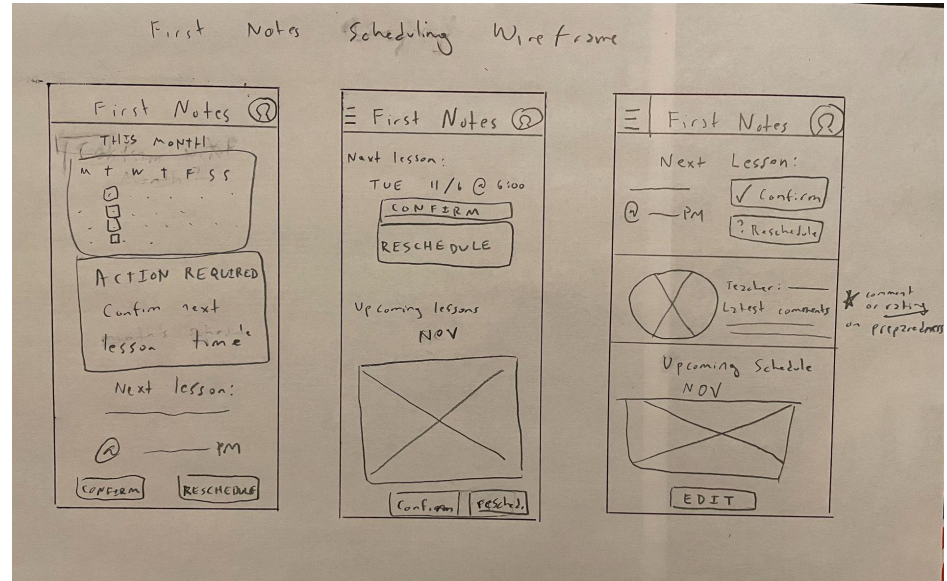 First Notes Scheduling Wireframe
First Notes
THIS MONTH
M T W T F S S
ACTION REQUIRED
Confirm next
lesson time
Next lesson:
@ PM
CONFIRM RESCHEDULE
First Notes
Next lesson:
TUE 11/6 @ 6:00
CONFIRM
RESCHEDULE
Upcoming lessons
NOV
Confirm resched.
First Notes
Next Lesson:
✓ Confirm
@ PM
? Reschedule
Teacher:
Latest comments
* comment
or rating
on preparedness
Upcoming Schedule
NOV
EDIT